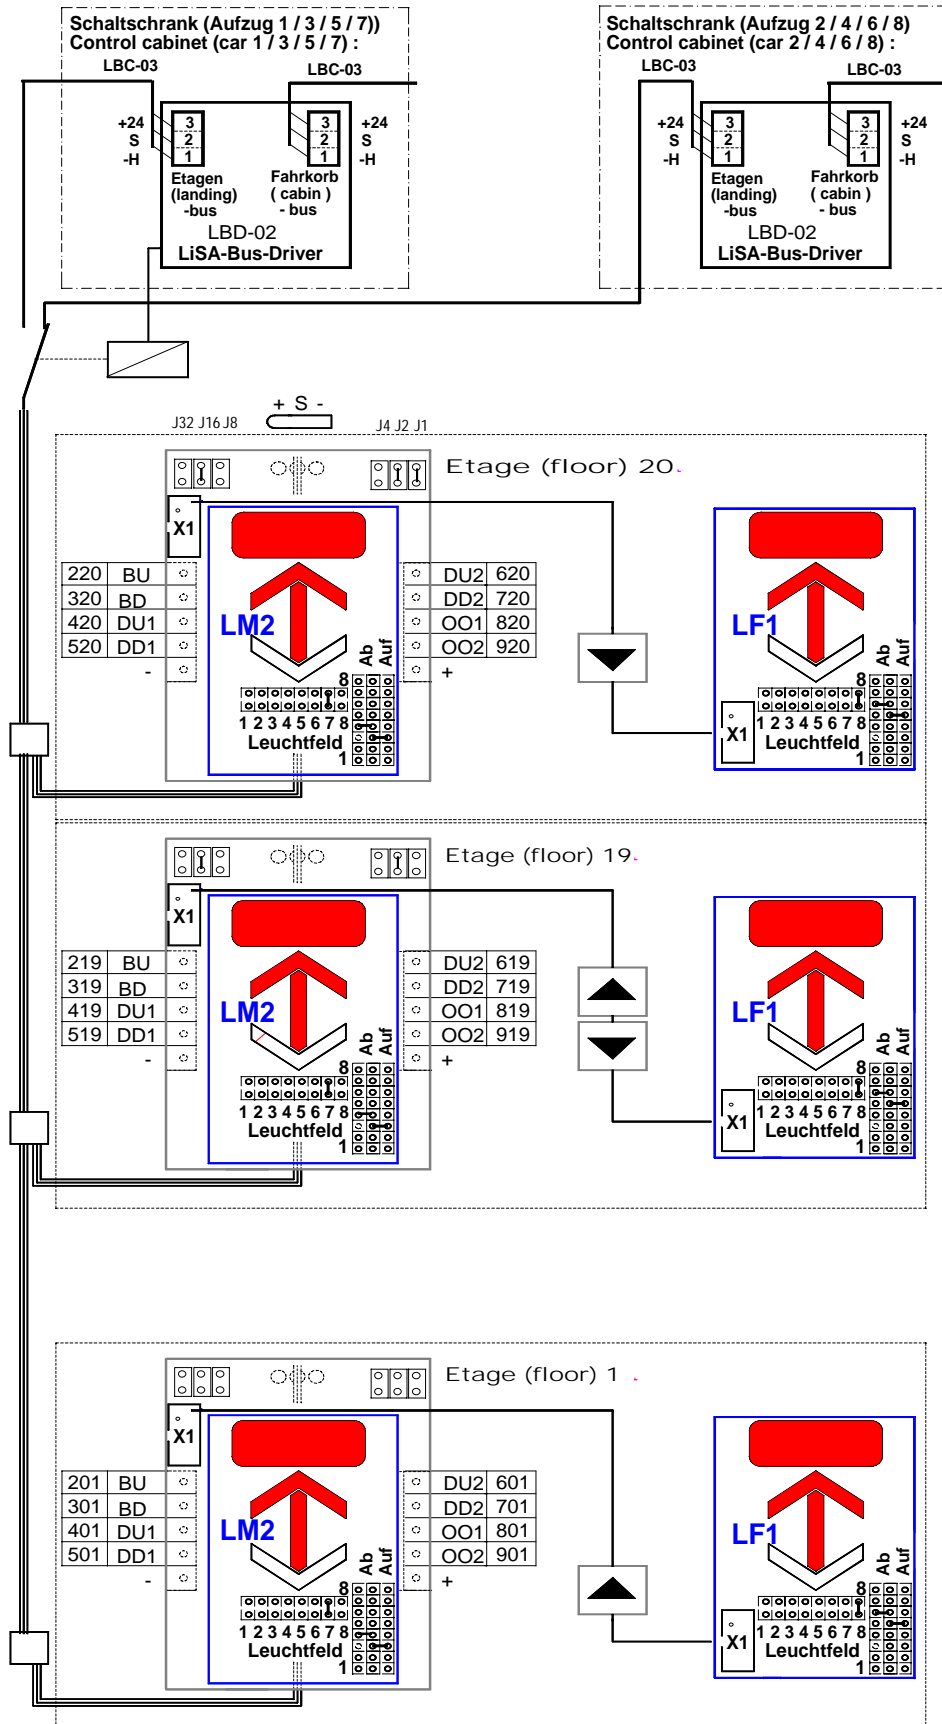 Schaltschrank (Aufzug 1 / 3 / 5 / 7))
Control cabinet (car 1 / 3 / 5 / 7) :
LBC-03 LBC-03
+24 3 3 +24
S 2 2 S
-H 1 1 -H
Etagen Fahrkorb
(landing) ( cabin )
-bus - bus
LBD-02
LiSA-Bus-Driver
Schaltschrank (Aufzug 2 / 4 / 6 / 8)
Control cabinet (car 2 / 4 / 6 / 8) :
LBC-03 LBC-03
+24 3 3 +24
S 2 2 S
-H 1 1 -H
Etagen Fahrkorb
(landing) ( cabin )
-bus - bus
LBD-02
LiSA-Bus-Driver
+ S -
J32 J16 J8 J4 J2 J1
Etage (floor) 20
X1
220 BU DU2 620
320 BD DD2 720
420 DU1 OO1 820
520 DD1 OO2 920
- +
LM2 LF1
Ab Auf Ab Auf
8 8
1 2 3 4 5 6 7 8 1 2 3 4 5 6 7 8
Leuchtfeld X1 Leuchtfeld
1 1
Etage (floor) 19
X1
219 BU DU2 619
319 BD DD2 719
419 DU1 OO1 819
519 DD1 OO2 919
- +
LM2 LF1
Ab Auf Ab Auf
8 8
1 2 3 4 5 6 7 8 1 2 3 4 5 6 7 8
Leuchtfeld X1 Leuchtfeld
1 1
Etage (floor) 1
X1
201 BU DU2 601
301 BD DD2 701
401 DU1 OO1 801
501 DD1 OO2 901
- +
LM2 LF1
Ab Auf Ab Auf
8 8
1 2 3 4 5 6 7 8 1 2 3 4 5 6 7 8
Leuchtfeld X1 Leuchtfeld
1 1